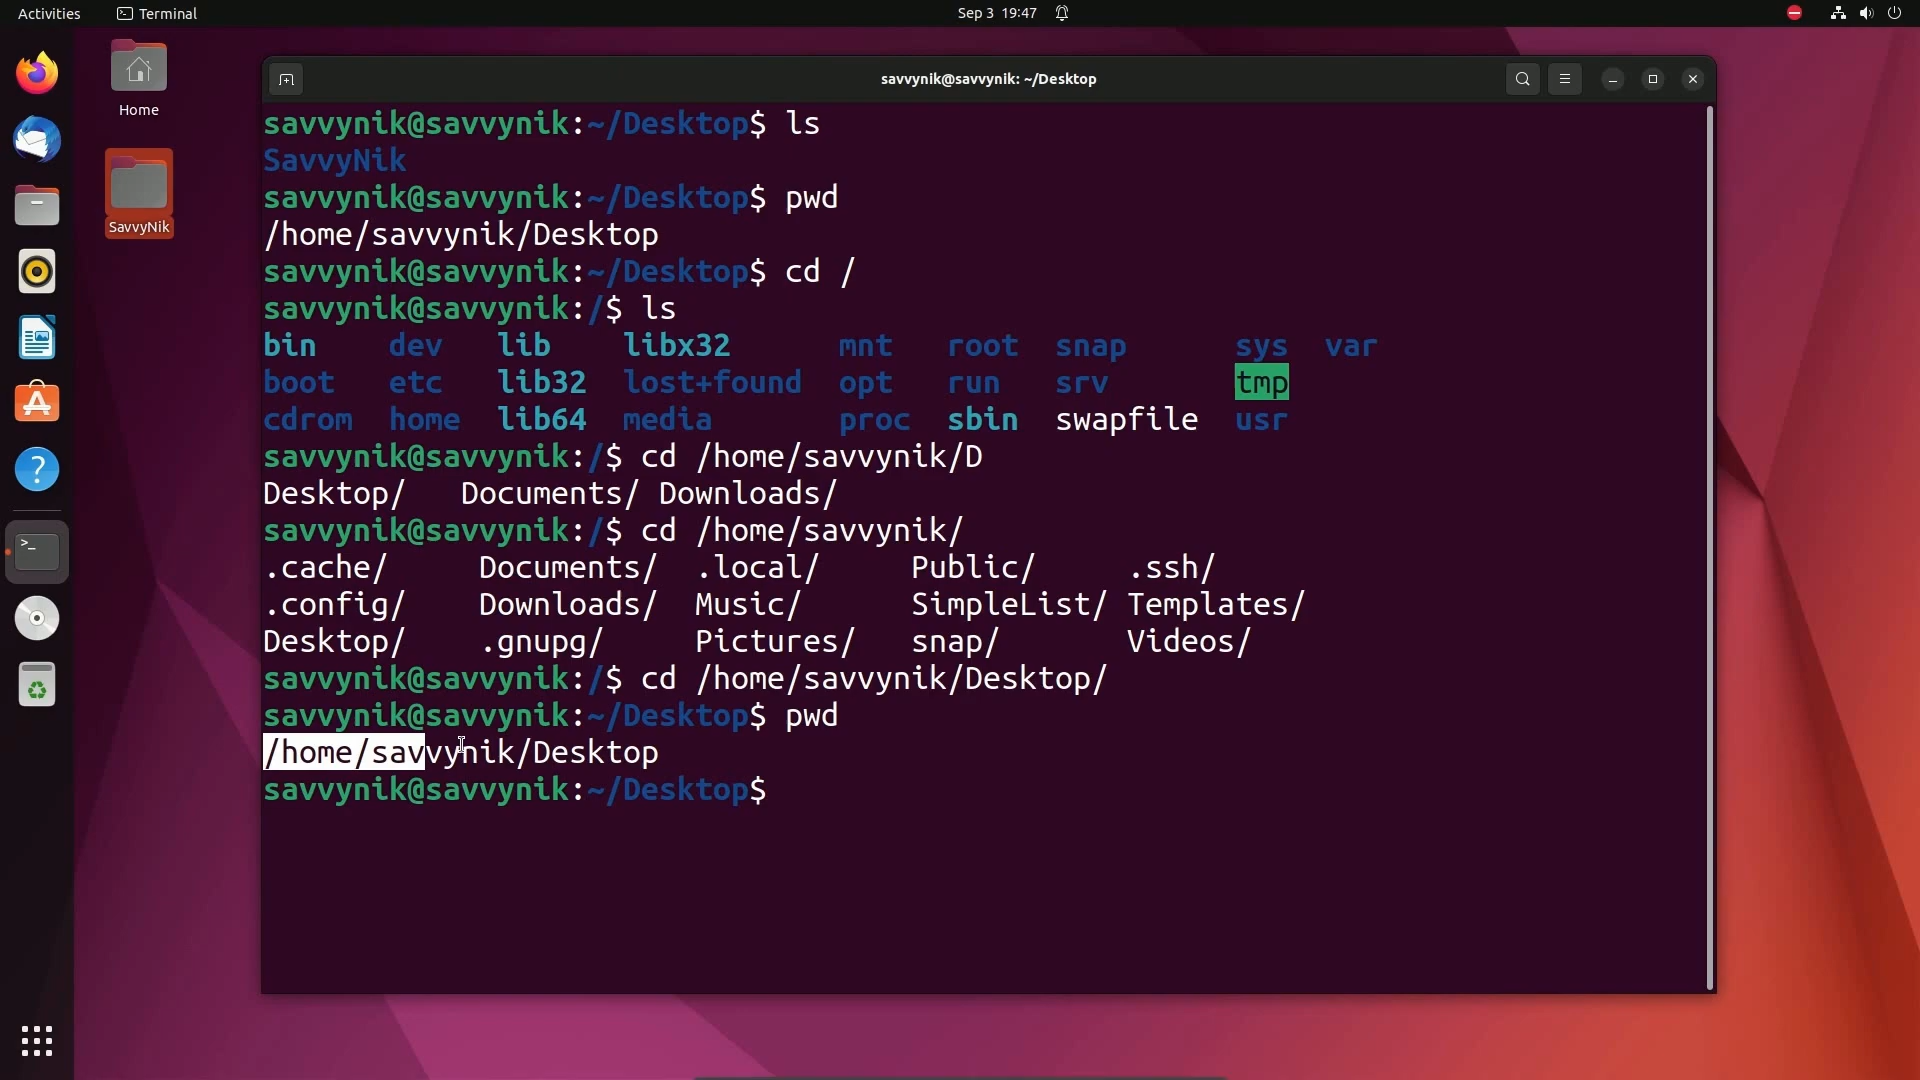 Activities Terminal Sep 3 19:47
Home
SavvyNik
savvynik@savvynik: ~/Desktop
savvynik@savvynik:~/Desktop$ ls
SavvyNik
savvynik@savvynik:~/Desktop$ pwd
/home/savvynik/Desktop
savvynik@savvynik:~/Desktop$ cd /
savvynik@savvynik:/$ ls
bin dev lib libx32 mnt root snap sys var
boot etc lib32 lost+found opt run srv tmp
cdrom home lib64 media proc sbin swapfile usr
savvynik@savvynik:/$ cd /home/savvynik/D
Desktop/ Documents/ Downloads/
savvynik@savvynik:/$ cd /home/savvynik/
.cache/ Documents/ .local/ Public/ .ssh/
.config/ Downloads/ Music/ SimpleList/ Templates/
Desktop/ .gnupg/ Pictures/ snap/ Videos/
savvynik@savvynik:/$ cd /home/savvynik/Desktop/
savvynik@savvynik:~/Desktop$ pwd
/home/savvynik/Desktop
savvynik@savvynik:~/Desktop$